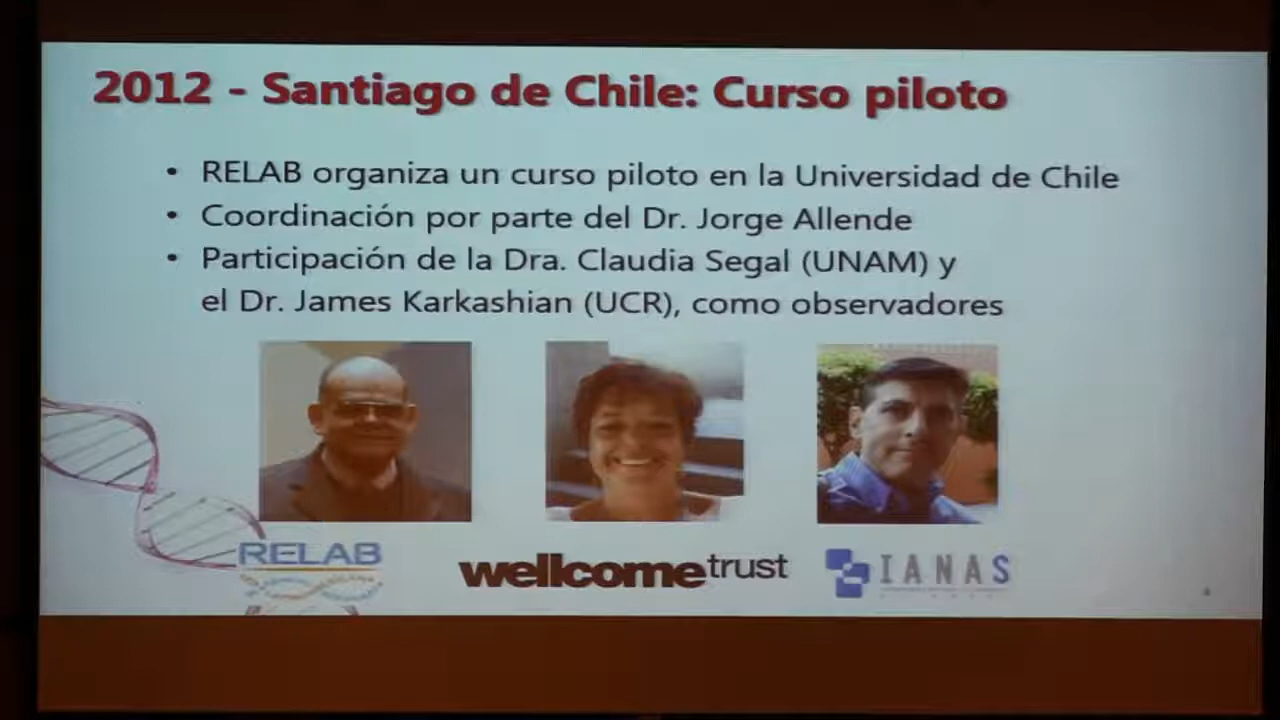 2012 - Santiago de Chile: Curso piloto
• RELAB organiza un curso piloto en la Universidad de Chile
• Coordinación por parte del Dr. Jorge Allende
• Participación de la Dra. Claudia Segal (UNAM) y
el Dr. James Karkashian (UCR), como observadores
RELAB
wellcometrust
IANAS